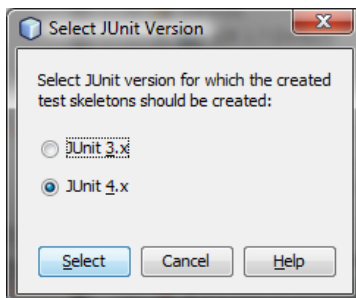 Select JUnit Version
Select JUnit version for which the created
test skeletons should be created:
JUnit 3.x
JUnit 4.x
Select Cancel Help